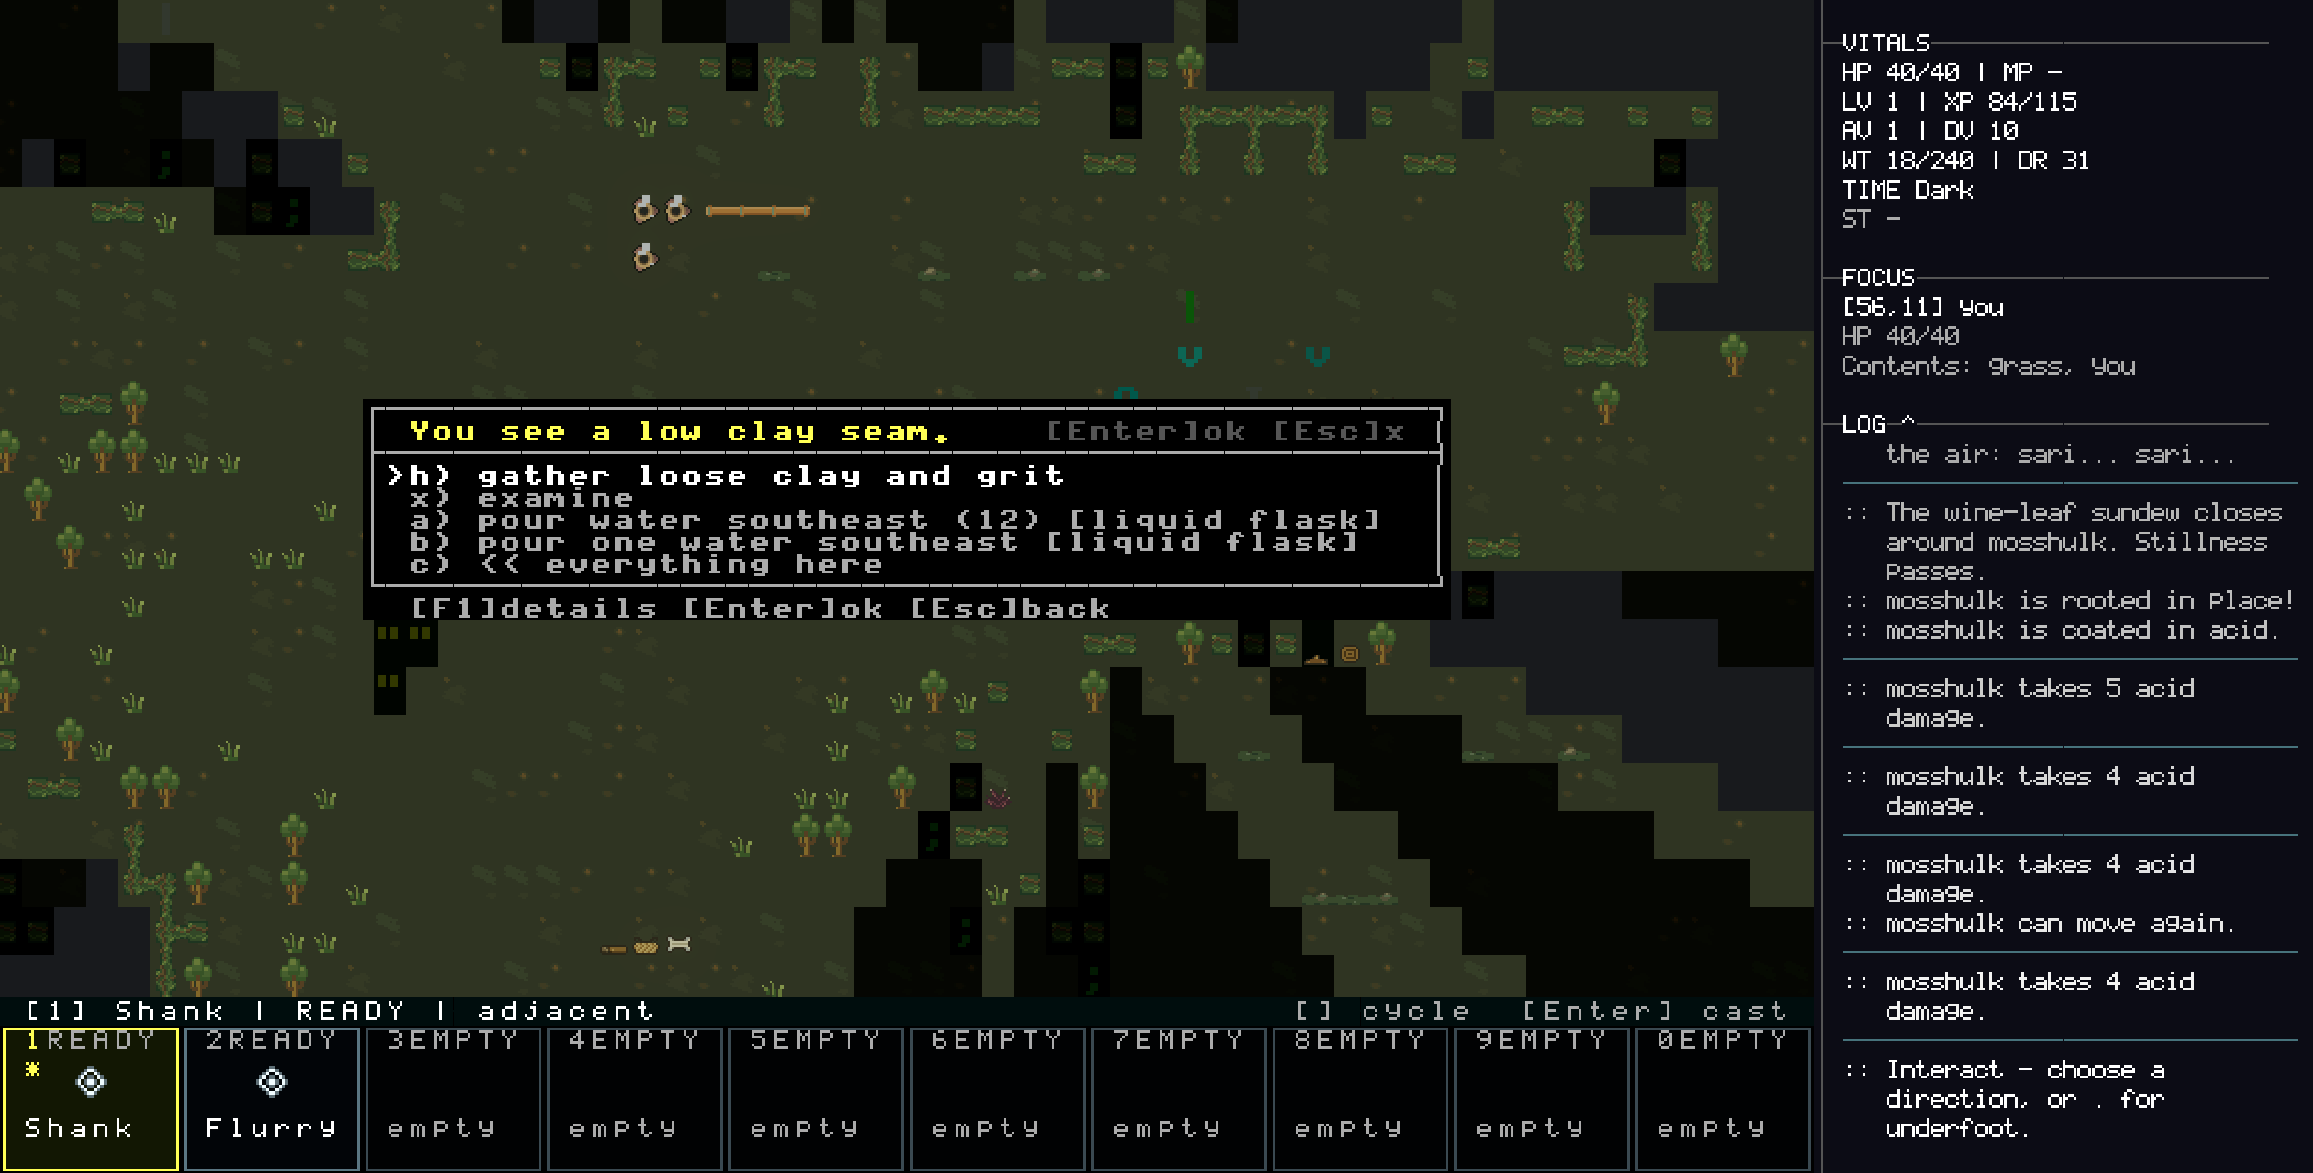 VITALS
HP 40/40 | MP -
LV 1 | XP 84/115
AV 1 | DV 10
WT 18/240 | DR 31
TIME Dark
ST -
FOCUS
[56,11] You
HP 40/40
Contents: grass, You
LOG ^
the air: sari... sari...
:: The wine-leaf sundew closes
around mosshulk. Stillness
Passes.
:: mosshulk is rooted in Place!
:: mosshulk is coated in acid.
:: mosshulk takes 5 acid
damage.
:: mosshulk takes 4 acid
damage.
:: mosshulk takes 4 acid
damage.
:: mosshulk can move again.
:: mosshulk takes 4 acid
damage.
:: Interact - choose a
direction, or . for
underfoot.
You see a low clay seam. [Enter]ok [Esc]x
>h) gather loose clay and grit
x) examine
a) pour water southeast (12) [liquid flask]
b) pour one water southeast [liquid flask]
c) << everything here
[F1]details [Enter]ok [Esc]back
[1] Shank | READY | adjacent [] cycle [Enter] cast
1READY 2READY 3EMPTY 4EMPTY 5EMPTY 6EMPTY 7EMPTY 8EMPTY 9EMPTY 0EMPTY
*
Shank Flurry empty empty empty empty empty empty empty empty